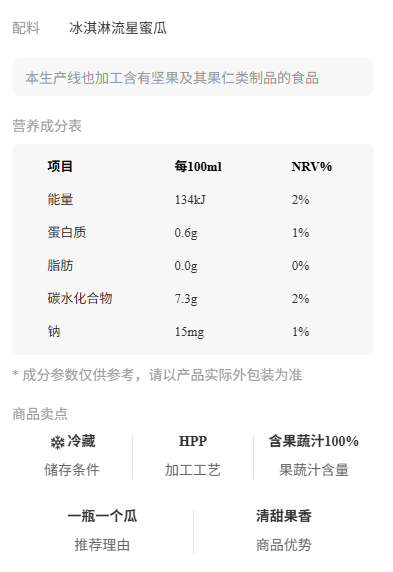 配料 冰淇淋流星蜜瓜
本生产线也加工含有坚果及其果仁类制品的食品
营养成分表
项目 每100ml NRV%
能量 134kJ 2%
蛋白质 0.6g 1%
脂肪 0.0g 0%
碳水化合物 7.3g 2%
钠 15mg 1%
* 成分参数仅供参考，请以产品实际外包装为准
商品卖点
冷藏 HPP 含果蔬汁100%
储存条件 加工工艺 果蔬汁含量
一瓶一个瓜 清甜果香
推荐理由 商品优势